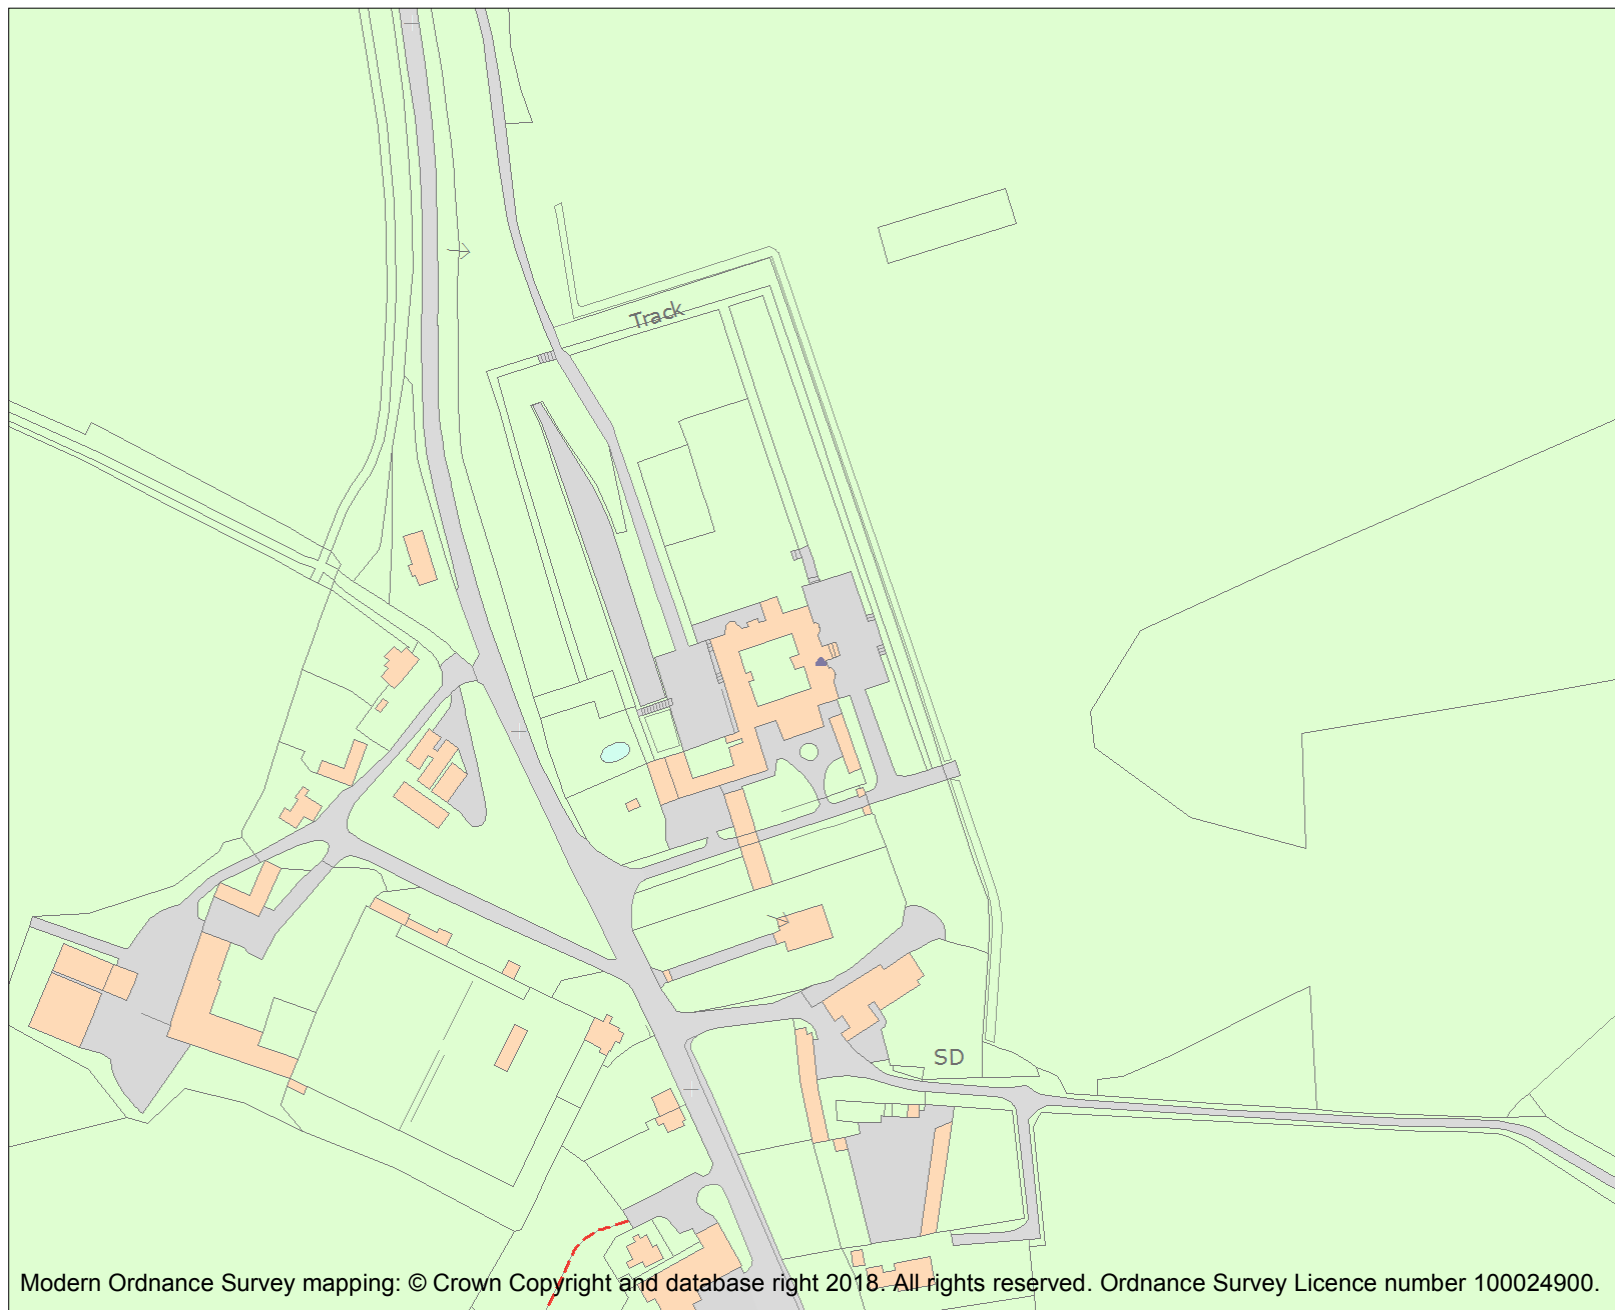 Track
SD
Modern Ordnance Survey mapping: © Crown Copyright and database right 2018. All rights reserved. Ordnance Survey Licence number 100024900.